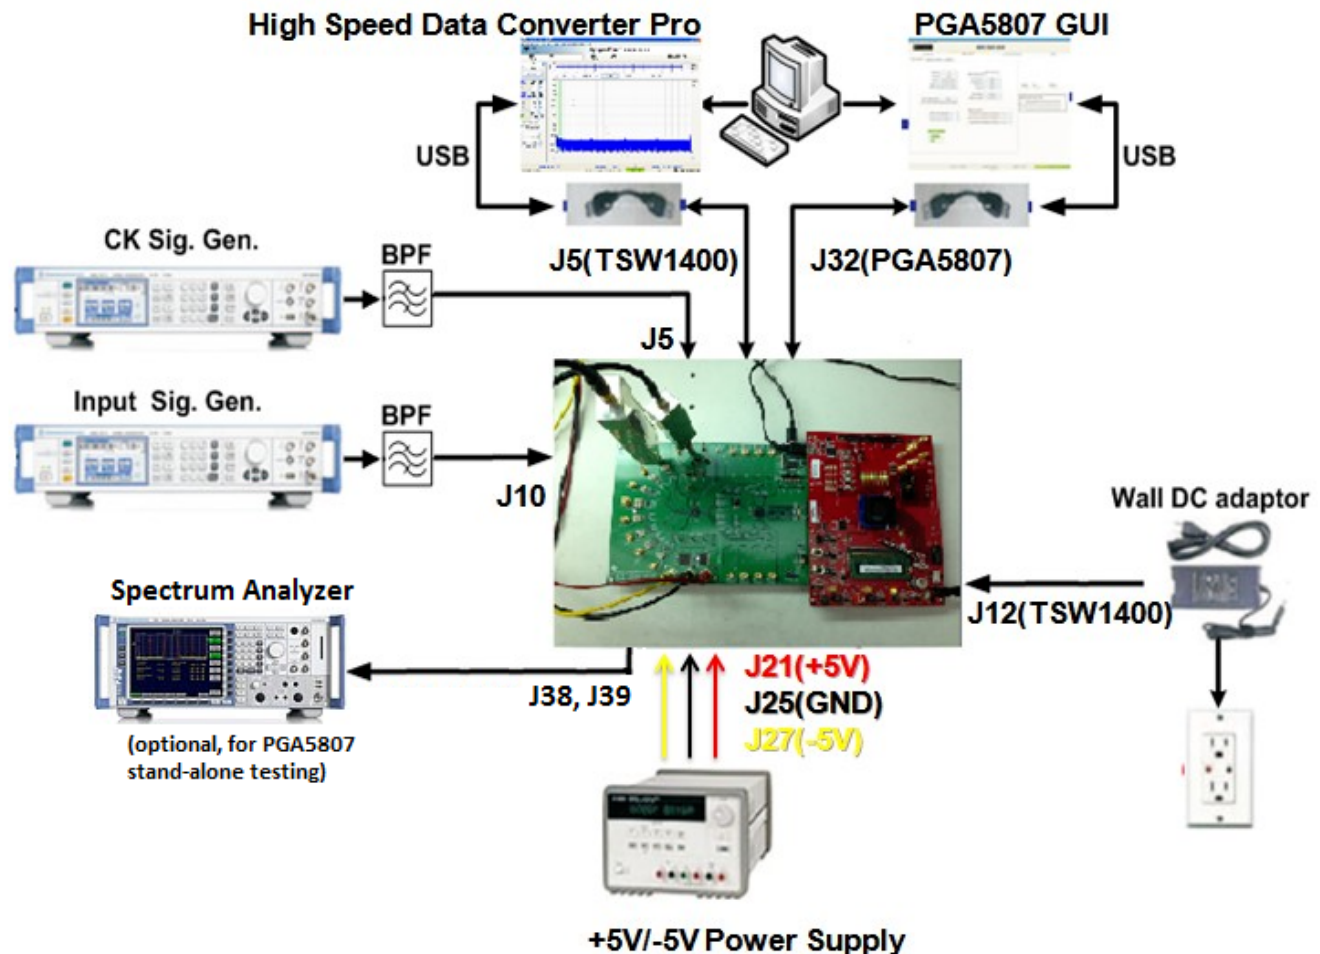 High Speed Data Converter Pro
PGA5807 GUI
USB
USB
CK Sig. Gen.
BPF
J5(TSW1400)
J32(PGA5807)
J5
Input Sig. Gen.
BPF
J10
Wall DC adaptor
J12(TSW1400)
Spectrum Analyzer
J38, J39
(optional, for PGA5807
stand-alone testing)
J21(+5V)
J25(GND)
J27(-5V)
+5V/-5V Power Supply